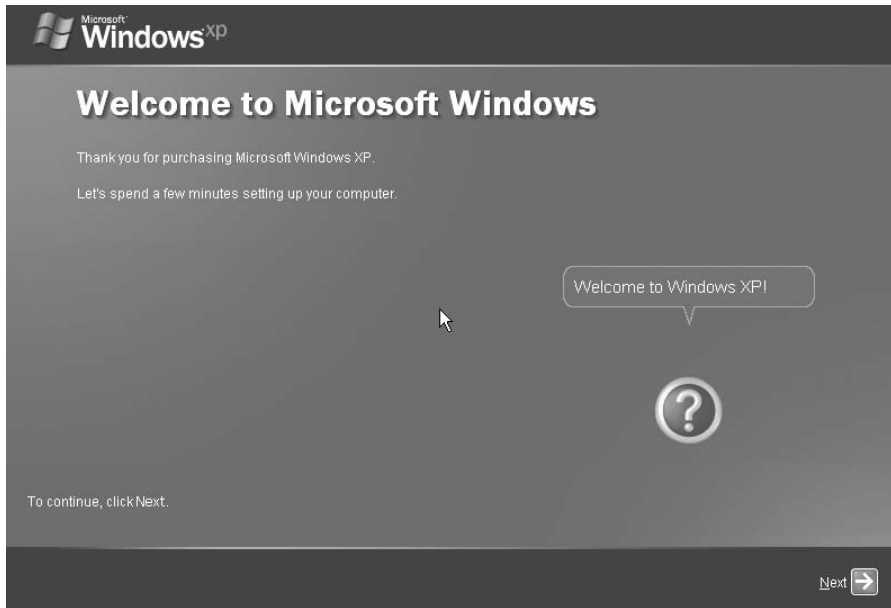 Microsoft
Windows xp
Welcome to Microsoft Windows
Thank you for purchasing Microsoft Windows XP.
Let's spend a few minutes setting up your computer.
Welcome to Windows XP!
?
To continue, click Next.
Next